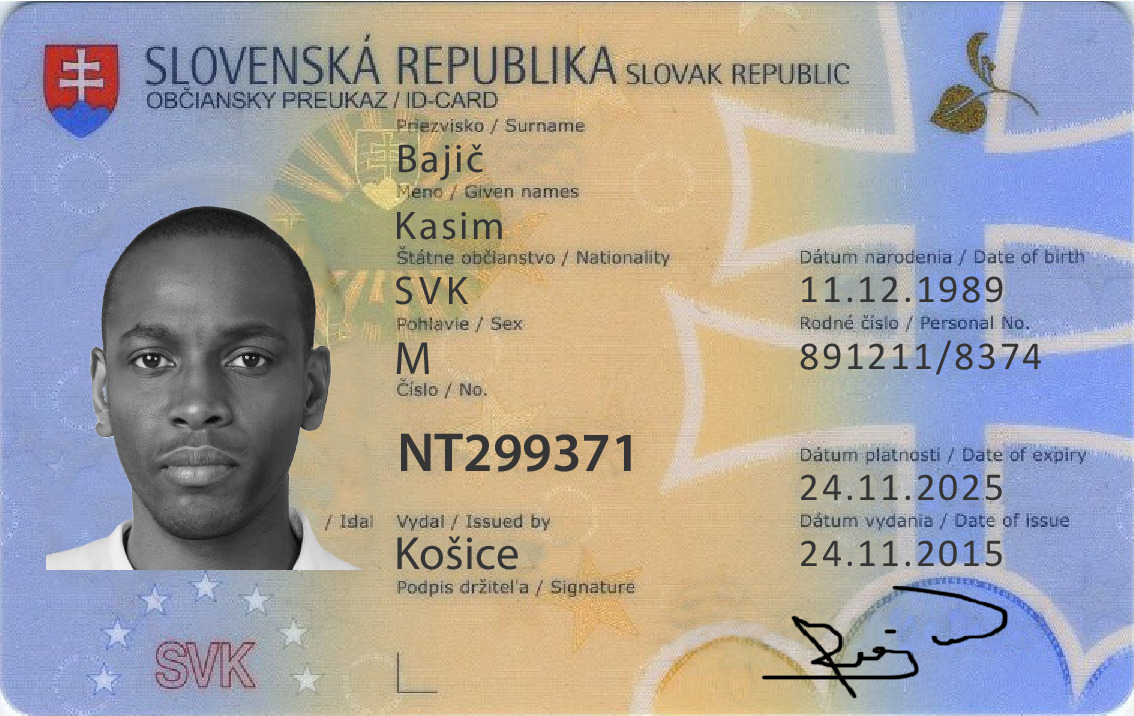 SLOVENSKÁ REPUBLIKA SLOVAK REPUBLIC
OBČIANSKY PREUKAZ / ID-CARD
Priezvisko / Surname
Bajič
Meno / Given names
Kasim
Štátne občianstvo / Nationality
SVK
Pohlavie / Sex
M
Číslo / No.
NT299371
Dátum narodenia / Date of birth
11.12.1989
Rodné číslo / Personal No.
891211/8374
Dátum platnosti / Date of expiry
24.11.2025
Dátum vydania / Date of issue
24.11.2015
/ Isdal
Vydal / Issued by
Košice
Podpis držiteľa / Signature
SVK